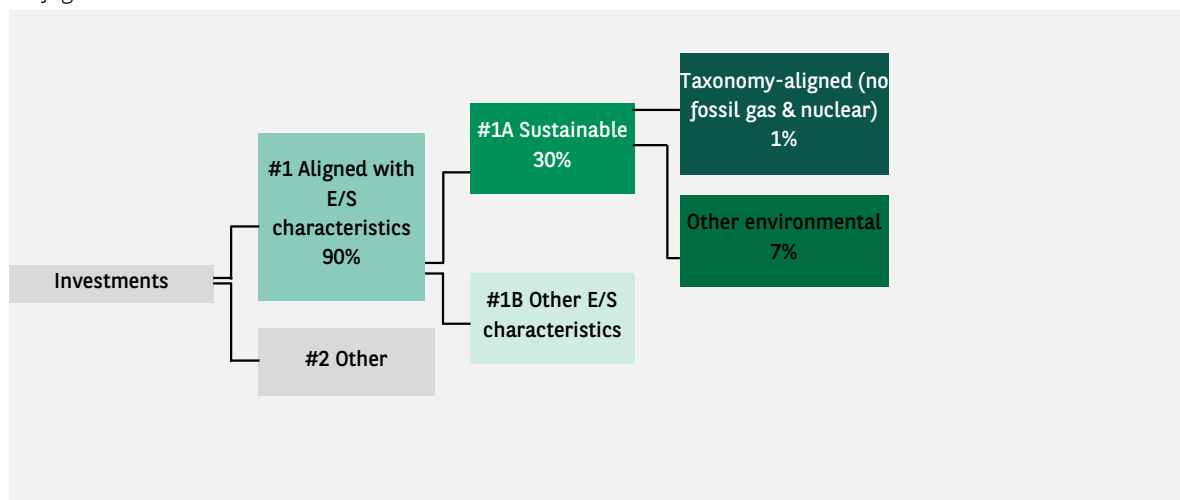 Investments
#1 Aligned with
E/S
characteristics
90%
#2 Other
#1A Sustainable
30%
#1B Other E/S
characteristics
Taxonomy-aligned (no
fossil gas & nuclear)
1%
Other environmental
7%